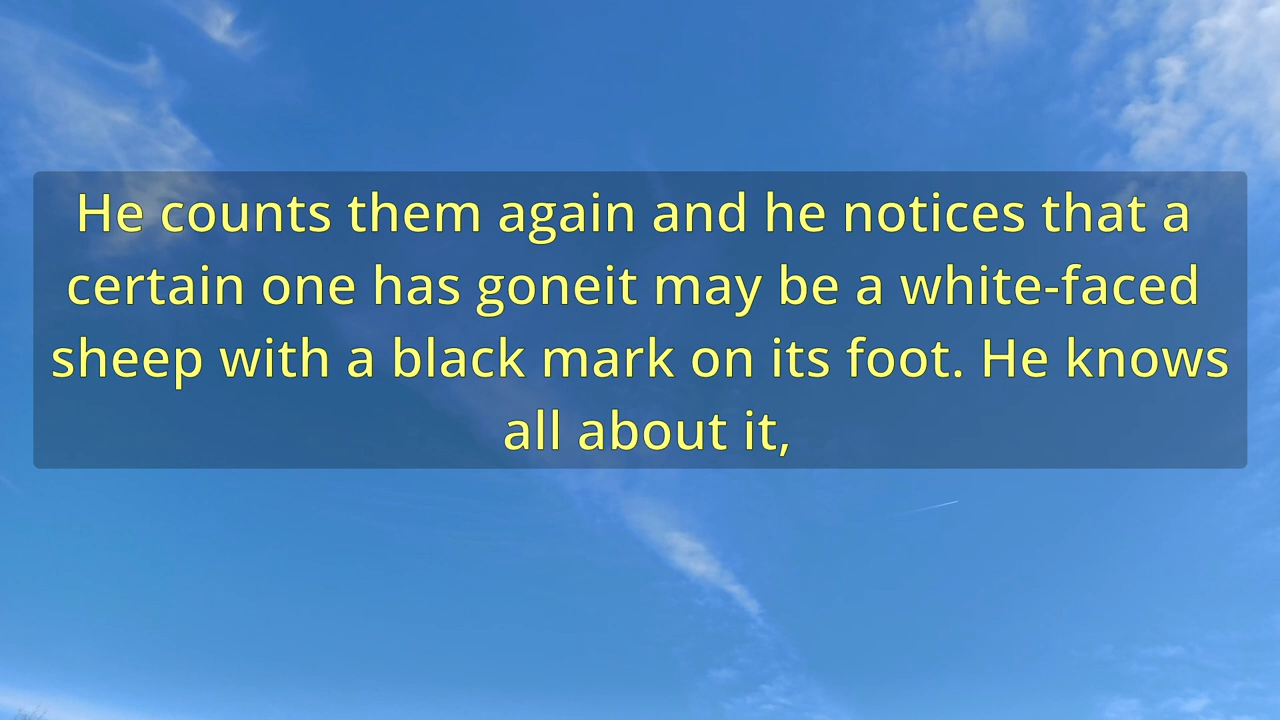 He counts them again and he notices that a
certain one has goneit may be a white-faced
sheep with a black mark on its foot. He knows
all about it,